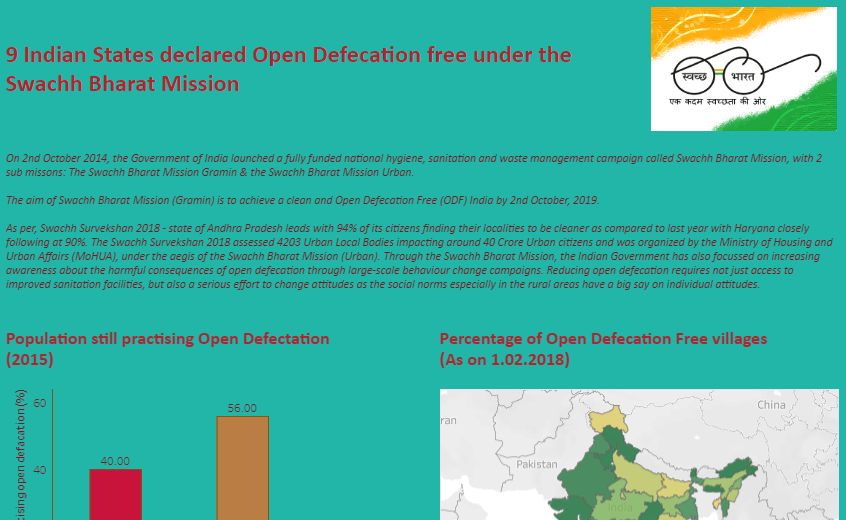 9 Indian States declared Open Defecation free under the
Swachh Bharat Mission
स्वच्छ भारत
एक कदम स्वच्छता की ओर
On 2nd October 2014, the Government of India launched a fully funded national hygiene, sanitation and waste management campaign called Swachh Bharat Mission, with 2
sub missons: The Swachh Bharat Mission Gramin & the Swachh Bharat Mission Urban.
The aim of Swachh Bharat Mission (Gramin) is to achieve a clean and Open Defecation Free (ODF) India by 2nd October, 2019.
As per, Swachh Survekshan 2018 - state of Andhra Pradesh leads with 94% of its citizens finding their localities to be cleaner as compared to last year with Haryana closely
following at 90%. The Swachh Survekshan 2018 assessed 4203 Urban Local Bodies impacting around 40 Crore Urban citizens and was organized by the Ministry of Housing and
Urban Affairs (MoHUA), under the aegis of the Swachh Bharat Mission (Urban). Through the Swachh Bharat Mission, the Indian Government has also focussed on increasing
awareness about the harmful consequences of open defecation through large-scale behaviour change campaigns. Reducing open defecation requires not just access to
improved sanitation facilities, but also a serious effort to change attitudes as the social norms especially in the rural areas have a big say on individual attitudes.
Population still practising Open Defectation
(2015)
cising open defacation (%)
60
40
56.00
40.00
Percentage of Open Defecation Free villages
(As on 1.02.2018)
ran
China
Pakistan
India